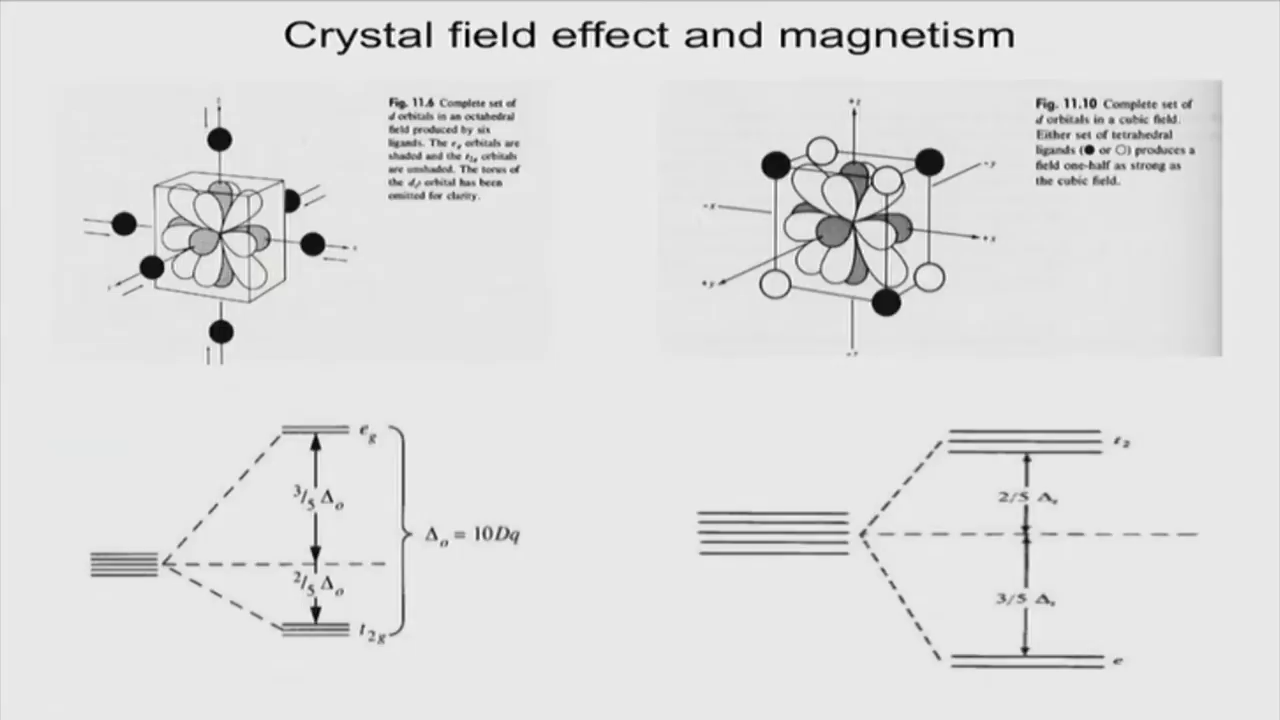 Crystal field effect and magnetism
Fig. 11.6 Complete set of
d orbitals in an octahedral
field produced by six
ligands. The e_g orbitals are
shaded and the t_2g orbitals
are unshaded. The torus of
the d_z² orbital has been
omitted for clarity.
Fig. 11.10 Complete set of
d orbitals in a cubic field.
Either set of tetrahedral
ligands (● or ○) produces a
field one-half as strong as
the cubic field.
e_g
3/5 Δ_o
Δ_o = 10Dq
2/5 Δ_o
t_2g
t_2
2/5 Δ_t
3/5 Δ_t
e